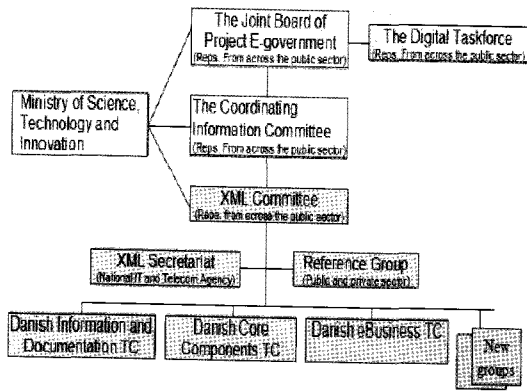 The Joint Board of
Project E-government
(Reps. From across the public sector)
The Digital Taskforce
(Reps. From across the public sector)
Ministry of Science,
Technology and
Innovation
The Coordinating
Information Committee
(Reps. From across the public sector)
XML Committee
(Reps. from across the public sector)
XML Secretariat
(National IT and Telecom Agency)
Reference Group
(Public and private sector)
Danish Information and
Documentation TC
Danish Core
Components TC
Danish eBusiness TC
New
groups